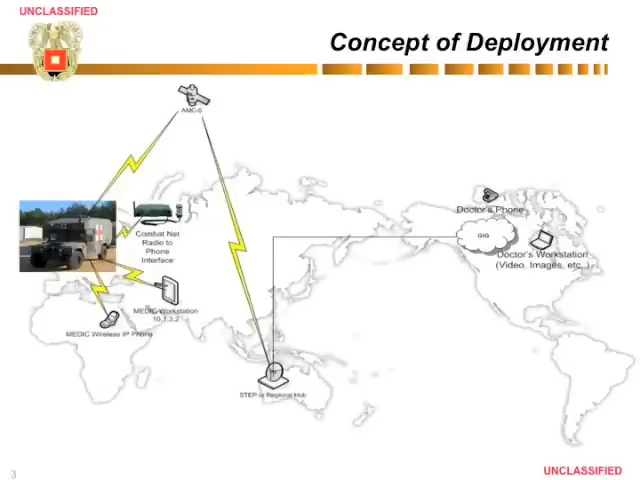 UNCLASSIFIED
Concept of Deployment
AMC-6
Combat Net
Radio to
Phone
Interface
MEDIC Workstation
10.1.3.2
MEDIC Wireless IP Phone
STEP or Regional Hub
Doctor's Phone
GIG
Doctor's Workstation
(Video, Images, etc..)
3
UNCLASSIFIED